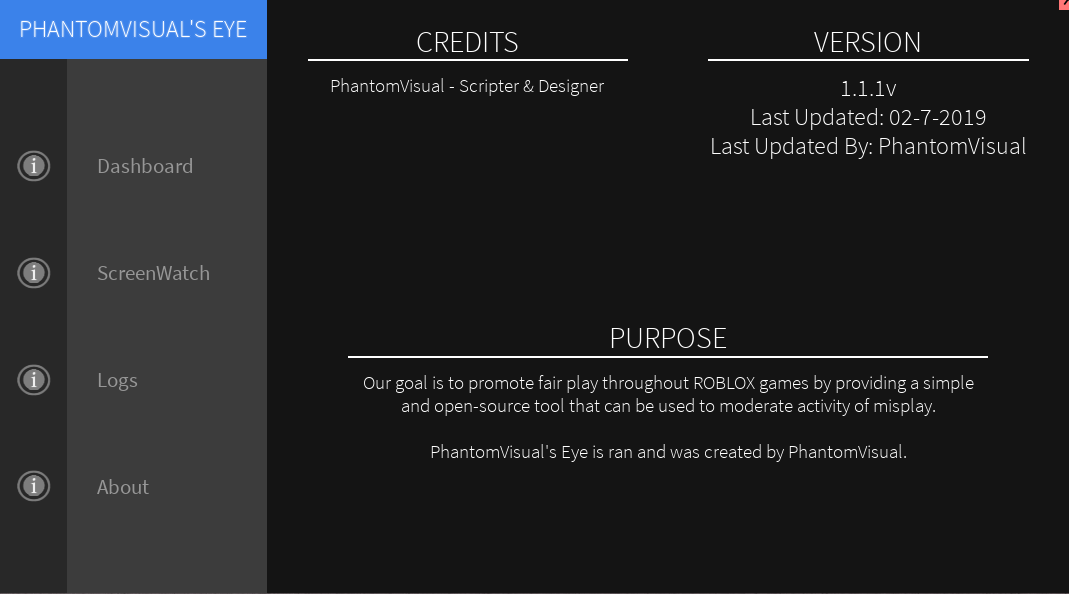 PHANTOMVISUAL'S EYE
Dashboard
ScreenWatch
Logs
About
CREDITS
PhantomVisual - Scripter & Designer
VERSION
1.1.1v
Last Updated: 02-7-2019
Last Updated By: PhantomVisual
PURPOSE
Our goal is to promote fair play throughout ROBLOX games by providing a simple
and open-source tool that can be used to moderate activity of misplay.
PhantomVisual's Eye is ran and was created by PhantomVisual.